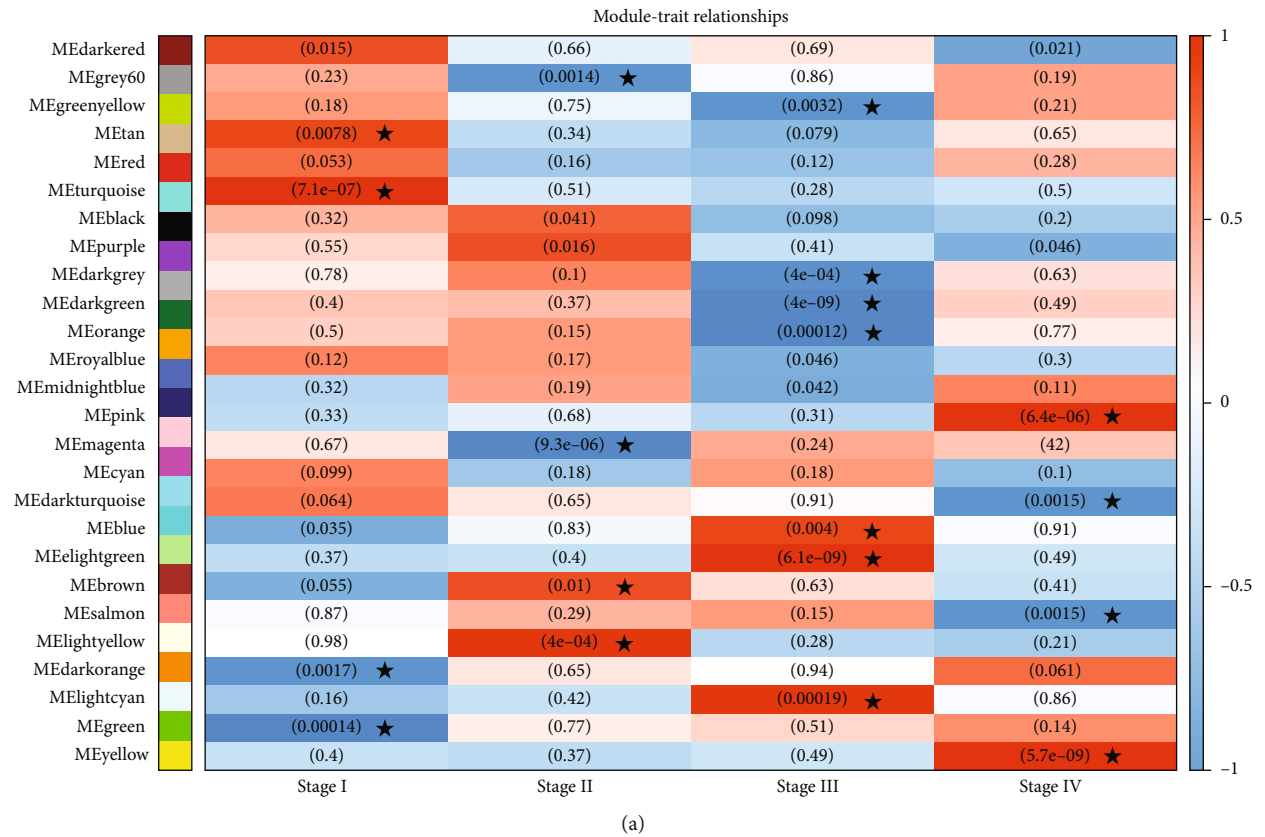 Module-trait relationships
MEdarkered (0.015) (0.66) (0.69) (0.021)
MEgrey60 (0.23) (0.0014) ★ (0.86) (0.19)
MEgreenyellow (0.18) (0.75) (0.0032) ★ (0.21)
MEtan (0.0078) ★ (0.34) (0.079) (0.65)
MEred (0.053) (0.16) (0.12) (0.28)
MEturquoise (7.1e–07) ★ (0.51) (0.28) (0.5)
MEblack (0.32) (0.041) (0.098) (0.2)
MEpurple (0.55) (0.016) (0.41) (0.046)
MEdarkgrey (0.78) (0.1) (4e–04) ★ (0.63)
MEdarkgreen (0.4) (0.37) (4e–09) ★ (0.49)
MEorange (0.5) (0.15) (0.00012) ★ (0.77)
MEroyalblue (0.12) (0.17) (0.046) (0.3)
MEmidnightblue (0.32) (0.19) (0.042) (0.11)
MEpink (0.33) (0.68) (0.31) (6.4e–06) ★
MEmagenta (0.67) (9.3e–06) ★ (0.24) (42)
MEcyan (0.099) (0.18) (0.18) (0.1)
MEdarkturquoise (0.064) (0.65) (0.91) (0.0015) ★
MEblue (0.035) (0.83) (0.004) ★ (0.91)
MEelightgreen (0.37) (0.4) (6.1e–09) ★ (0.49)
MEbrown (0.055) (0.01) ★ (0.63) (0.41)
MEsalmon (0.87) (0.29) (0.15) (0.0015) ★
MElightyellow (0.98) (4e–04) ★ (0.28) (0.21)
MEdarkorange (0.0017) ★ (0.65) (0.94) (0.061)
MElightcyan (0.16) (0.42) (0.00019) ★ (0.86)
MEgreen (0.00014) ★ (0.77) (0.51) (0.14)
MEyellow (0.4) (0.37) (0.49) (5.7e–09) ★
Stage I Stage II Stage III Stage IV
1
0.5
0
–0.5
–1
(a)